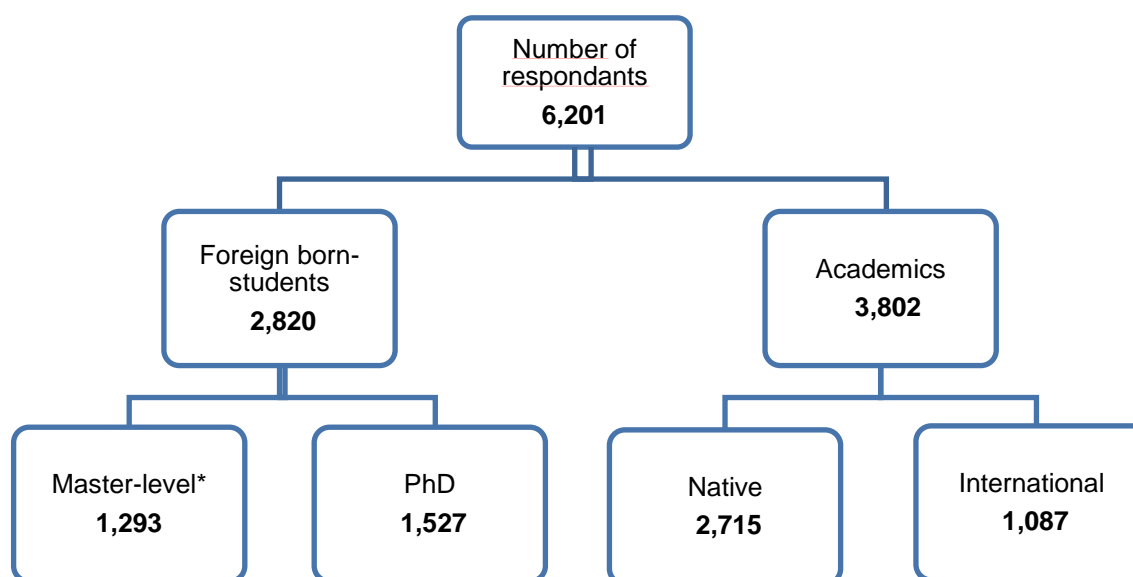 Number of
respondants
6,201
Foreign born-
students
2,820
Academics
3,802
Master-level*
1,293
PhD
1,527
Native
2,715
International
1,087